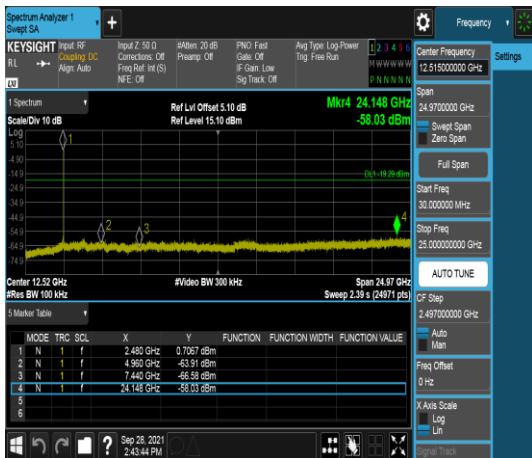 Spectrum Analyzer 1
Swept SA
Frequency
KEYSIGHT
Input: RF
Input Z: 50 Ω
#Atten: 20 dB
PNO: Fast
Avg Type: Log-Power
1 2 3 4 5 6
RL
Coupling: DC
Corrections: Off
Preamp: Off
Gate: Off
Trig: Free Run
M W W W W W
Align: Auto
Freq Ref: Int (S)
IF Gain: Low
P N N N N N
LXI
NFE: Off
Sig Track: Off
Center Frequency
12.515000000 GHz
Settings
1 Spectrum
Ref Lvl Offset 5.10 dB
Mkr4 24.148 GHz
Scale/Div 10 dB
Ref Level 15.10 dBm
-58.03 dBm
Log
5.10
-4.90
-14.9
-24.9
-34.9
-44.9
-54.9
-64.9
-74.9
1
2
3
4
DL1 -19.29 dBm
Center 12.52 GHz
#Video BW 300 kHz
Span 24.97 GHz
#Res BW 100 kHz
Sweep 2.39 s (24971 pts)
Span
24.9700000 GHz
Swept Span
Zero Span
Full Span
Start Freq
30.000000 MHz
Stop Freq
25.000000000 GHz
AUTO TUNE
CF Step
2.497000000 GHz
Auto
Man
Freq Offset
0 Hz
X Axis Scale
Log
Lin
Signal Track
5 Marker Table
MODE TRC SCL X Y FUNCTION FUNCTION WIDTH FUNCTION VALUE
1 N 1 f 2.480 GHz 0.7067 dBm
2 N 1 f 4.960 GHz -63.91 dBm
3 N 1 f 7.440 GHz -66.58 dBm
4 N 1 f 24.148 GHz -58.03 dBm
5
6
?
Sep 28, 2021
2:43:44 PM